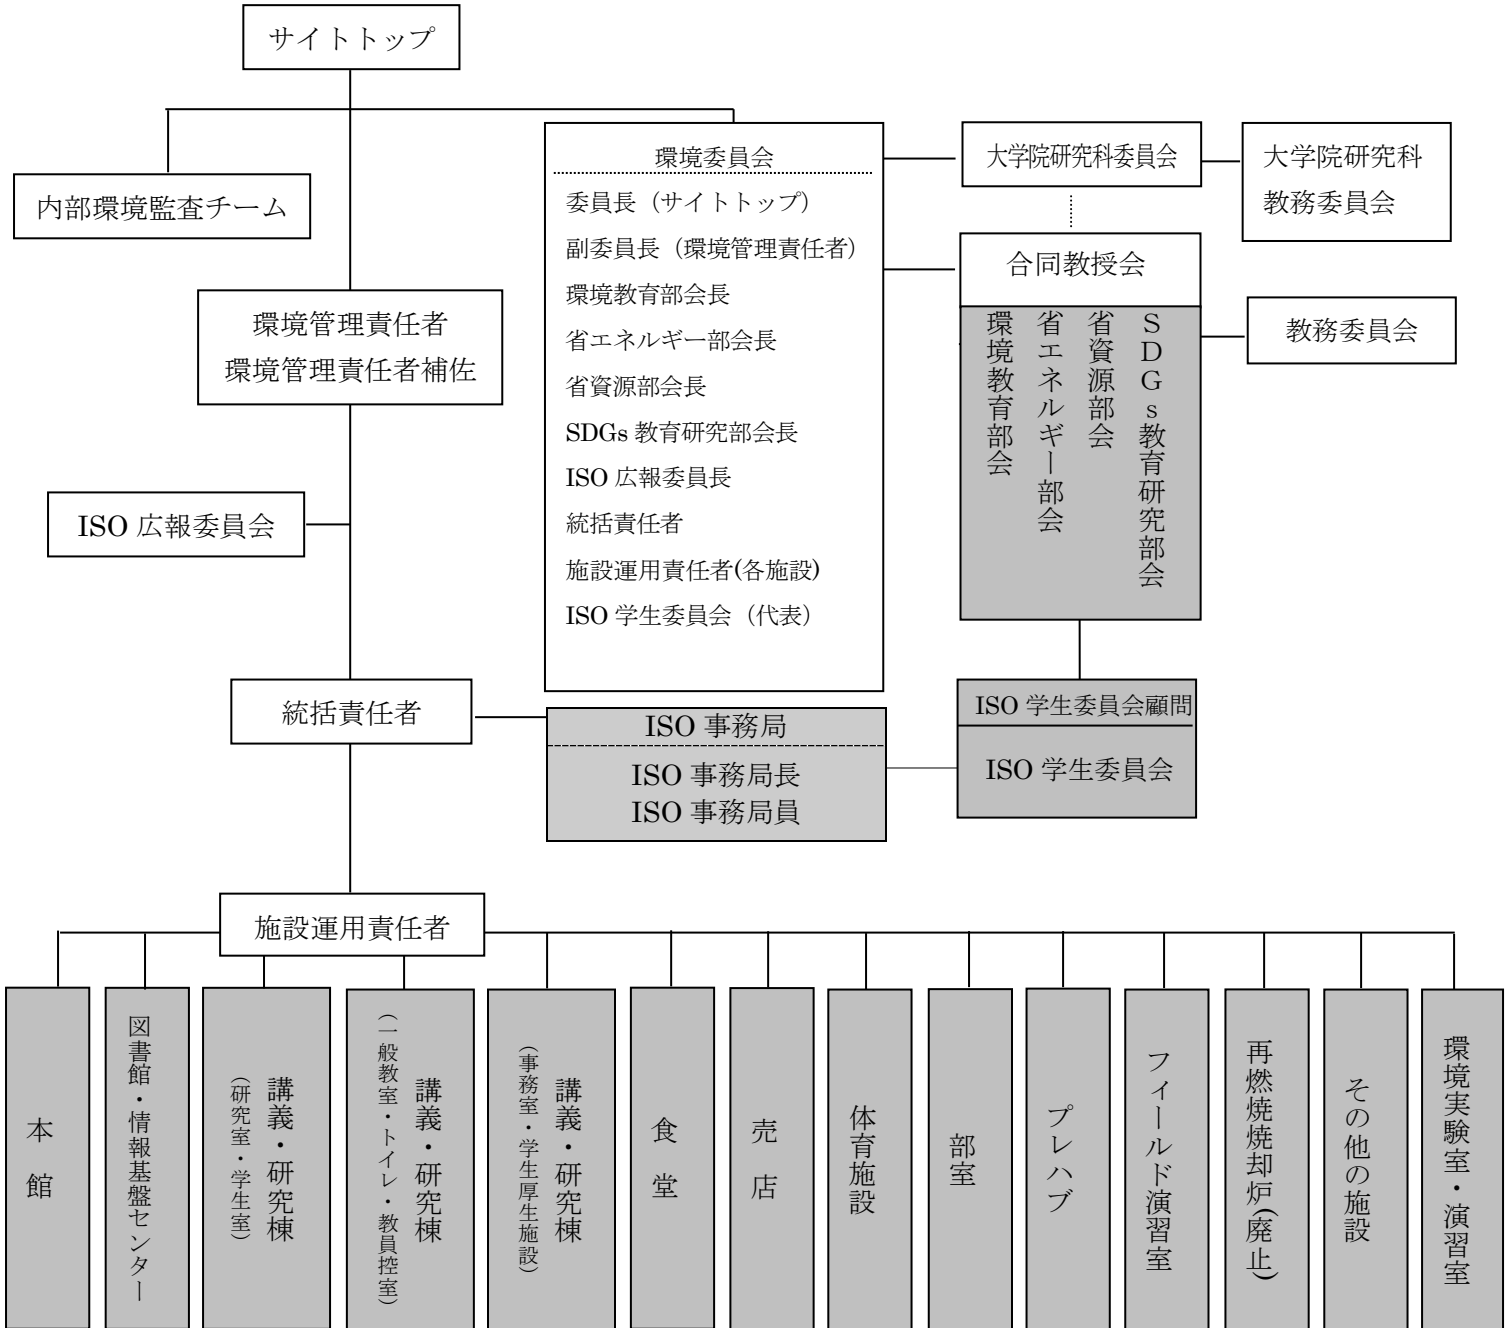 サイトトップ
内部環境監査チーム
環境管理責任者
環境管理責任者補佐
ISO 広報委員会
統括責任者
環境委員会
委員長（サイトトップ）
副委員長（環境管理責任者）
環境教育部会長
省エネルギー部会長
省資源部会長
SDGs 教育研究部会長
ISO 広報委員長
統括責任者
施設運用責任者(各施設)
ISO 学生委員会（代表）
大学院研究科委員会
大学院研究科
教務委員会
合同教授会
ＳＤＧｓ教育研究部会
省資源部会
省エネルギー部会
環境教育部会
教務委員会
ISO 事務局
ISO 事務局長
ISO 事務局員
ISO 学生委員会顧問
ISO 学生委員会
施設運用責任者
本館
図書館・情報基盤センター
講義・研究棟
（研究室・学生室）
講義・研究棟
（一般教室・トイレ・教員控室）
講義・研究棟
（事務室・学生厚生施設）
食堂
売店
体育施設
部室
プレハブ
フィールド演習室
再燃焼焼却炉(廃止)
その他の施設
環境実験室・演習室